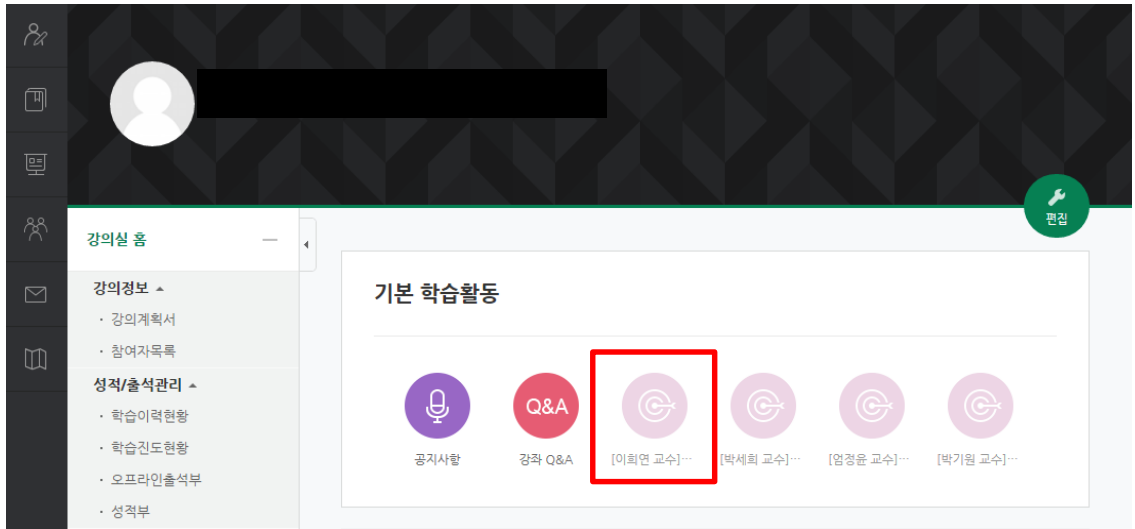 편집
강의실 홈
강의정보
· 강의계획서
· 참여자목록
성적/출석관리
· 학습이력현황
· 학습진도현황
· 오프라인출석부
· 성적부
기본 학습활동
Q&A
공지사항
강좌 Q&A
[이희연 교수]···
[박세희 교수]···
[엄정윤 교수]···
[박기원 교수]···